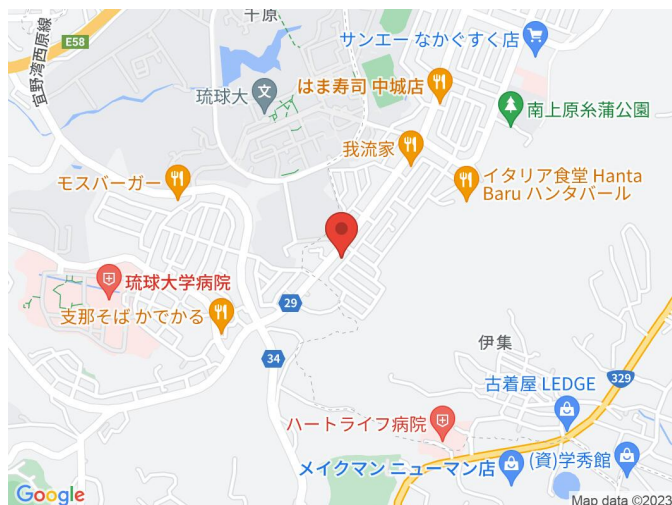 千原
サンエー なかぐすく店
E58
宜野湾西原線
琉球大
はま寿司 中城店
南上原糸蒲公園
我流家
モスバーガー
イタリア食堂 Hanta
Baru ハンタバール
琉球大学病院
29
支那そば かでかる
34
伊集
329
古着屋 LEDGE
ハートライフ病院
メイクマン ニューマン店
(資)学秀館
Google
Map data ©2023